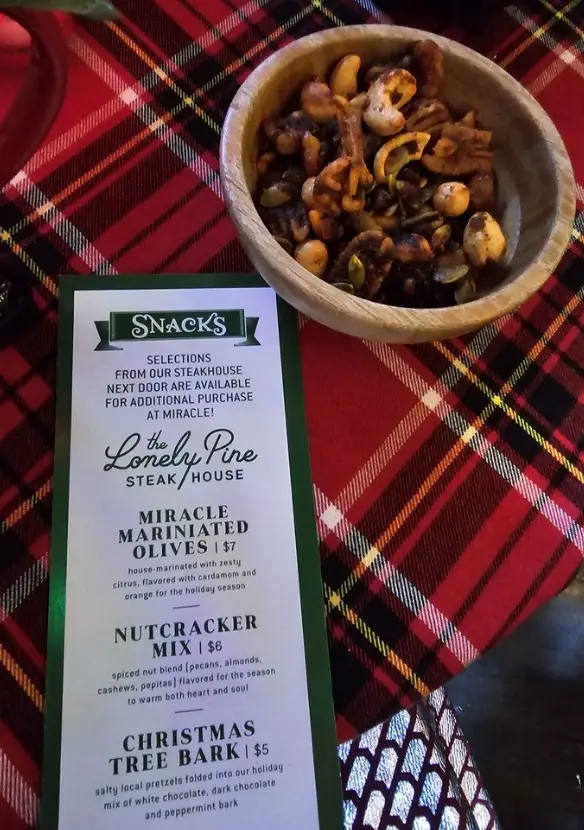 SNACKS
SELECTIONS
FROM OUR STEAKHOUSE
NEXT DOOR ARE AVAILABLE
FOR ADDITIONAL PURCHASE
AT MIRACLE!
the
Lonely Pine
STEAK HOUSE
MIRACLE
MARINIATED
OLIVES | $7
house-marinated with zesty
citrus, flavored with cardamom and
orange for the holiday season
NUTCRACKER
MIX | $6
spiced nut blend [pecans, almonds,
cashews, pepitas] flavored for the season
to warm both heart and soul
CHRISTMAS
TREE BARK | $5
salty local pretzels folded into our holiday
mix of white chocolate, dark chocolate
and peppermint bark